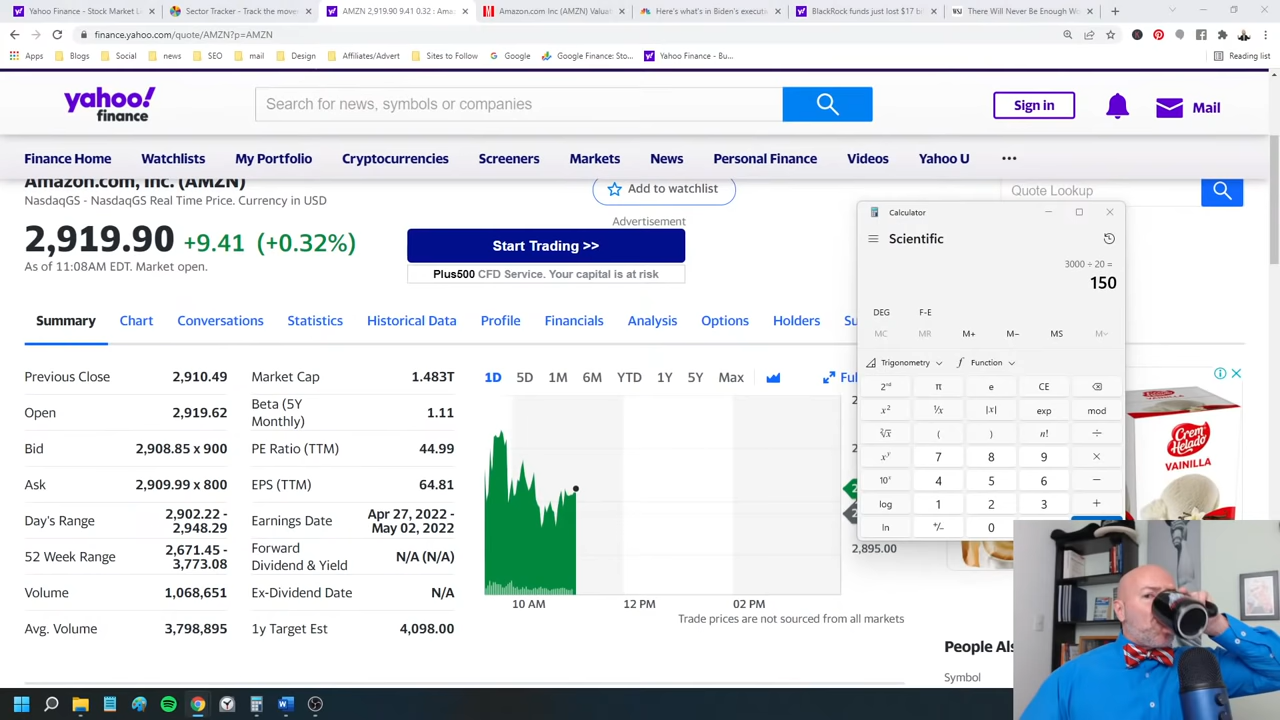 Yahoo Finance - Stock Market L
Sector Tracker - Track the movem
AMZN 2,919.90 9.41 0.32 : Ama
Amazon.com Inc (AMZN) Valuat
Here's what's in Biden's executi
BlackRock funds just lost $17 b
There Will Never Be Enough W
finance.yahoo.com/quote/AMZN?p=AMZN
Apps
Blogs
Social
news
SEO
mail
Design
Affiliates/Advert
Sites to Follow
Google
Google Finance: Sto...
Yahoo Finance - Bu...
Reading list
yahoo!
finance
Search for news, symbols or companies
Sign in
Mail
Finance Home
Watchlists
My Portfolio
Cryptocurrencies
Screeners
Markets
News
Personal Finance
Videos
Yahoo U
Amazon.com, Inc. (AMZN)
NasdaqGS - NasdaqGS Real Time Price. Currency in USD
Add to watchlist
Quote Lookup
2,919.90 +9.41 (+0.32%)
As of 11:08AM EDT. Market open.
Advertisement
Start Trading >>
Plus500 CFD Service. Your capital is at risk
Summary
Chart
Conversations
Statistics
Historical Data
Profile
Financials
Analysis
Options
Holders
Su
Previous Close 2,910.49
Open 2,919.62
Bid 2,908.85 x 900
Ask 2,909.99 x 800
Day's Range 2,902.22 -
2,948.29
52 Week Range 2,671.45 -
3,773.08
Volume 1,068,651
Avg. Volume 3,798,895
Market Cap 1.483T
Beta (5Y
Monthly) 1.11
PE Ratio (TTM) 44.99
EPS (TTM) 64.81
Earnings Date Apr 27, 2022 -
May 02, 2022
Forward
Dividend & Yield N/A (N/A)
Ex-Dividend Date N/A
1y Target Est 4,098.00
1D 5D 1M 6M YTD 1Y 5Y Max
Ful
2,895.00
10 AM 12 PM 02 PM
Trade prices are not sourced from all markets
Calculator
Scientific
3000 ÷ 20 =
150
DEG F-E
MC MR M+ M− MS M
Trigonometry Function
2nd π e CE
x² ¹/x |x| exp mod
²√x ( ) n! ÷
xʸ 7 8 9 ×
10ˣ 4 5 6 −
log 1 2 3 +
ln +/- 0
Crem
Helado
VAINILLA
People Als
Symbol